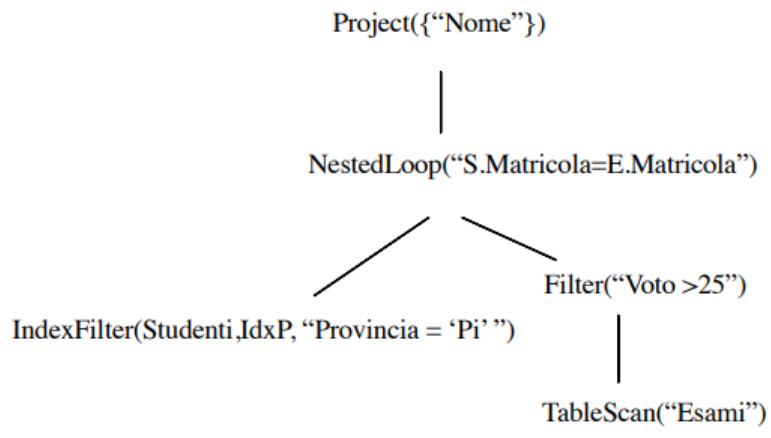 Project({“Nome”})
NestedLoop(“S.Matricola=E.Matricola”)
Filter(“Voto >25”)
IndexFilter(Studenti,IdxP, “Provincia = ‘Pi’ ”)
TableScan(“Esami”)